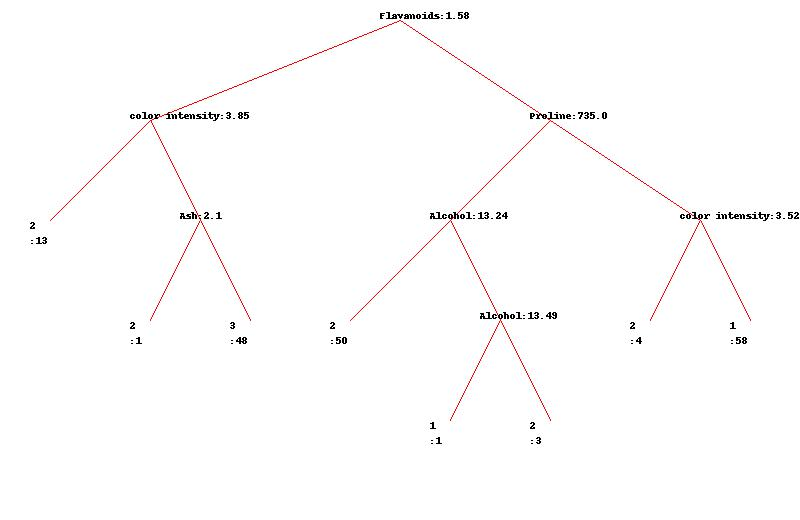 Flavanoids:1.58
color intensity:3.85
Proline:735.0
2
:13
Ash:2.1
Alcohol:13.24
color intensity:3.52
2
:1
3
:48
2
:50
Alcohol:13.49
2
:4
1
:58
1
:1
2
:3